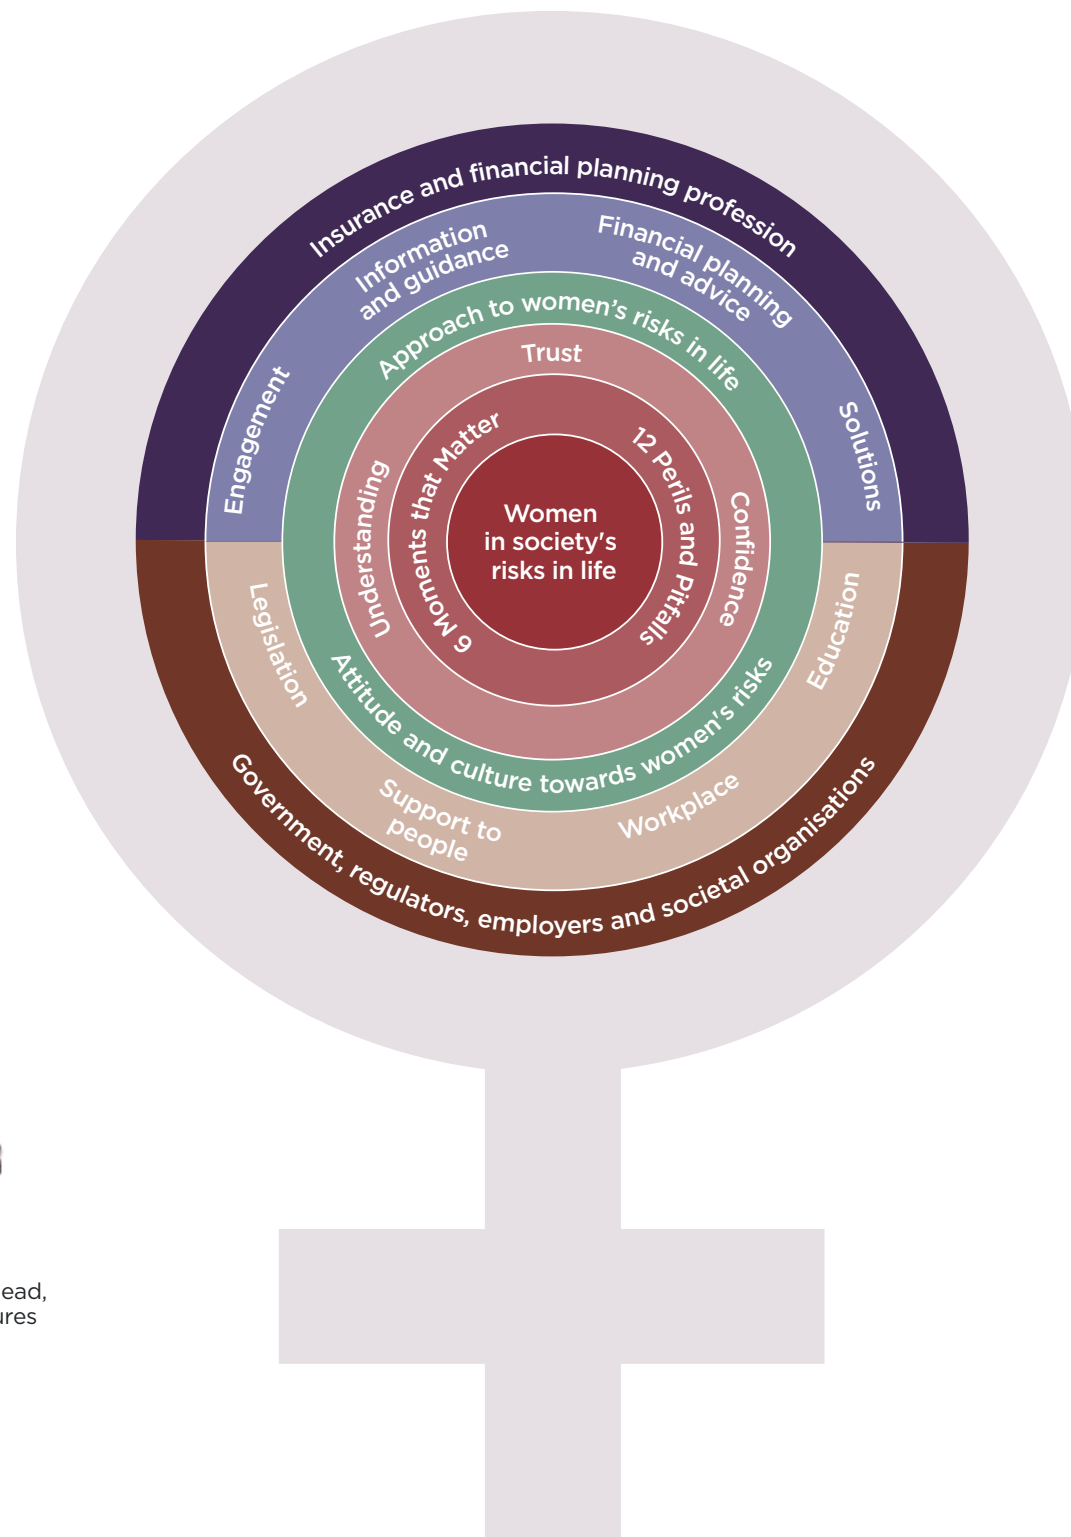 Insurance and financial planning profession
Information
and guidance
Financial planning
and advice
Engagement
Solutions
Approach to women's risks in life
Trust
Understanding
Confidence
6 Moments that Matter
12 Perils and Pitfalls
Women
in society's
risks in life
Attitude and culture towards women's risks
Legislation
Education
Support to
people
Workplace
Government, regulators, employers and societal organisations